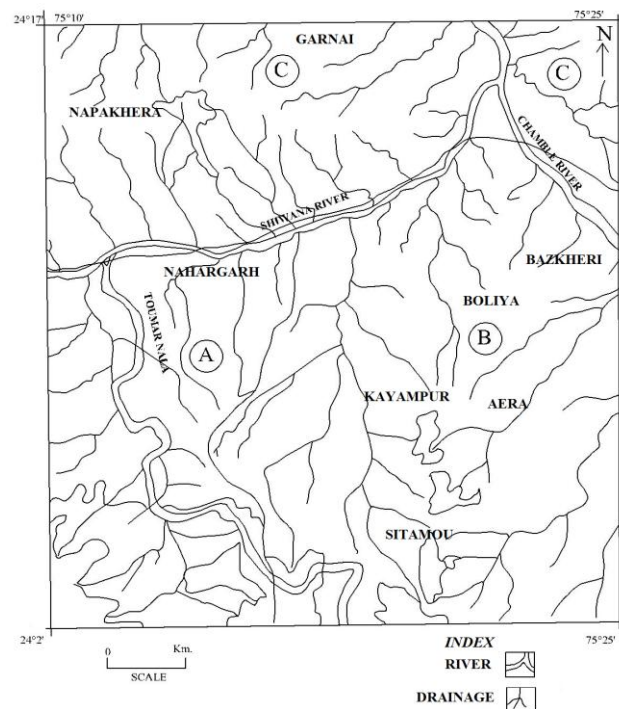 24°17' 75°10' 75°25'
GARNAI
N
C
C
NAPAKHERA
CHAMBLE RIVER
SHIWANA RIVER
BAZKHERI
NAHARGARH
TOUMAR NALA
BOLIYA
A
B
KAYAMPUR
AERA
SITAMOU
24°2' 75°25'
0 Km.
SCALE
INDEX
RIVER
DRAINAGE